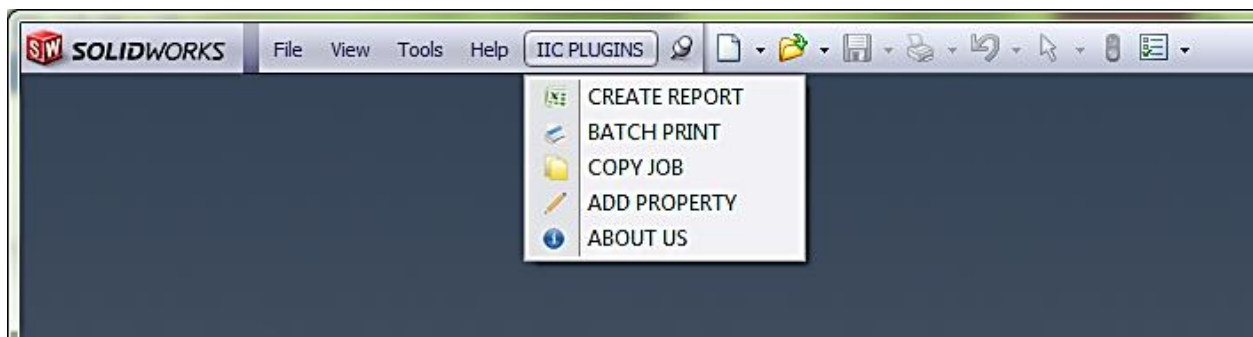 SW SOLIDWORKS File View Tools Help IIC PLUGINS
CREATE REPORT
BATCH PRINT
COPY JOB
ADD PROPERTY
ABOUT US